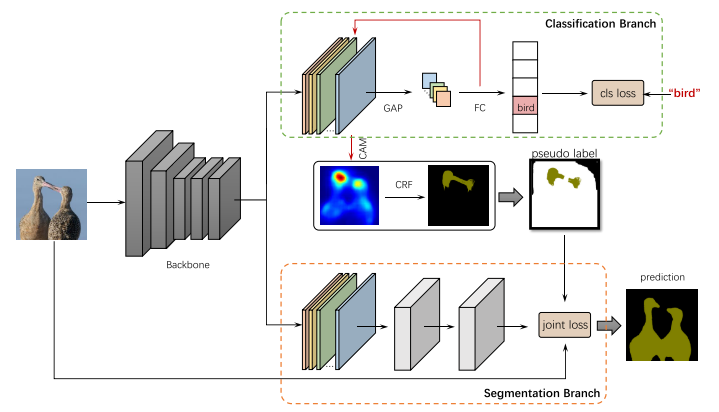 Classification Branch
GAP
FC
bird
cls loss
“bird”
CAM
CRF
pseudo label
Backbone
prediction
joint loss
Segmentation Branch